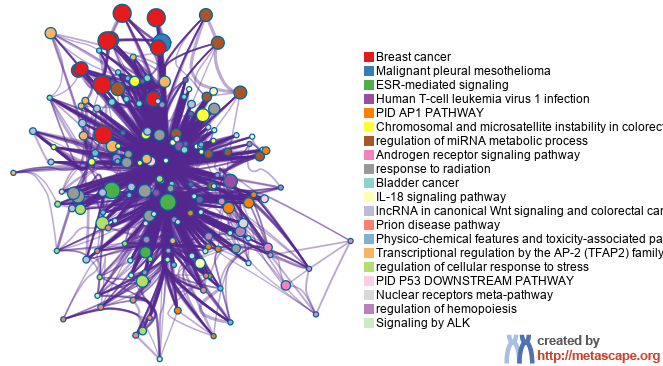 Breast cancer
Malignant pleural mesothelioma
ESR-mediated signaling
Human T-cell leukemia virus 1 infection
PID AP1 PATHWAY
Chromosomal and microsatellite instability in colorect
regulation of miRNA metabolic process
Androgen receptor signaling pathway
response to radiation
Bladder cancer
IL-18 signaling pathway
lncRNA in canonical Wnt signaling and colorectal can
Prion disease pathway
Physico-chemical features and toxicity-associated pa
Transcriptional regulation by the AP-2 (TFAP2) family
regulation of cellular response to stress
PID P53 DOWNSTREAM PATHWAY
Nuclear receptors meta-pathway
regulation of hemopoiesis
Signaling by ALK
created by
http://metascape.org